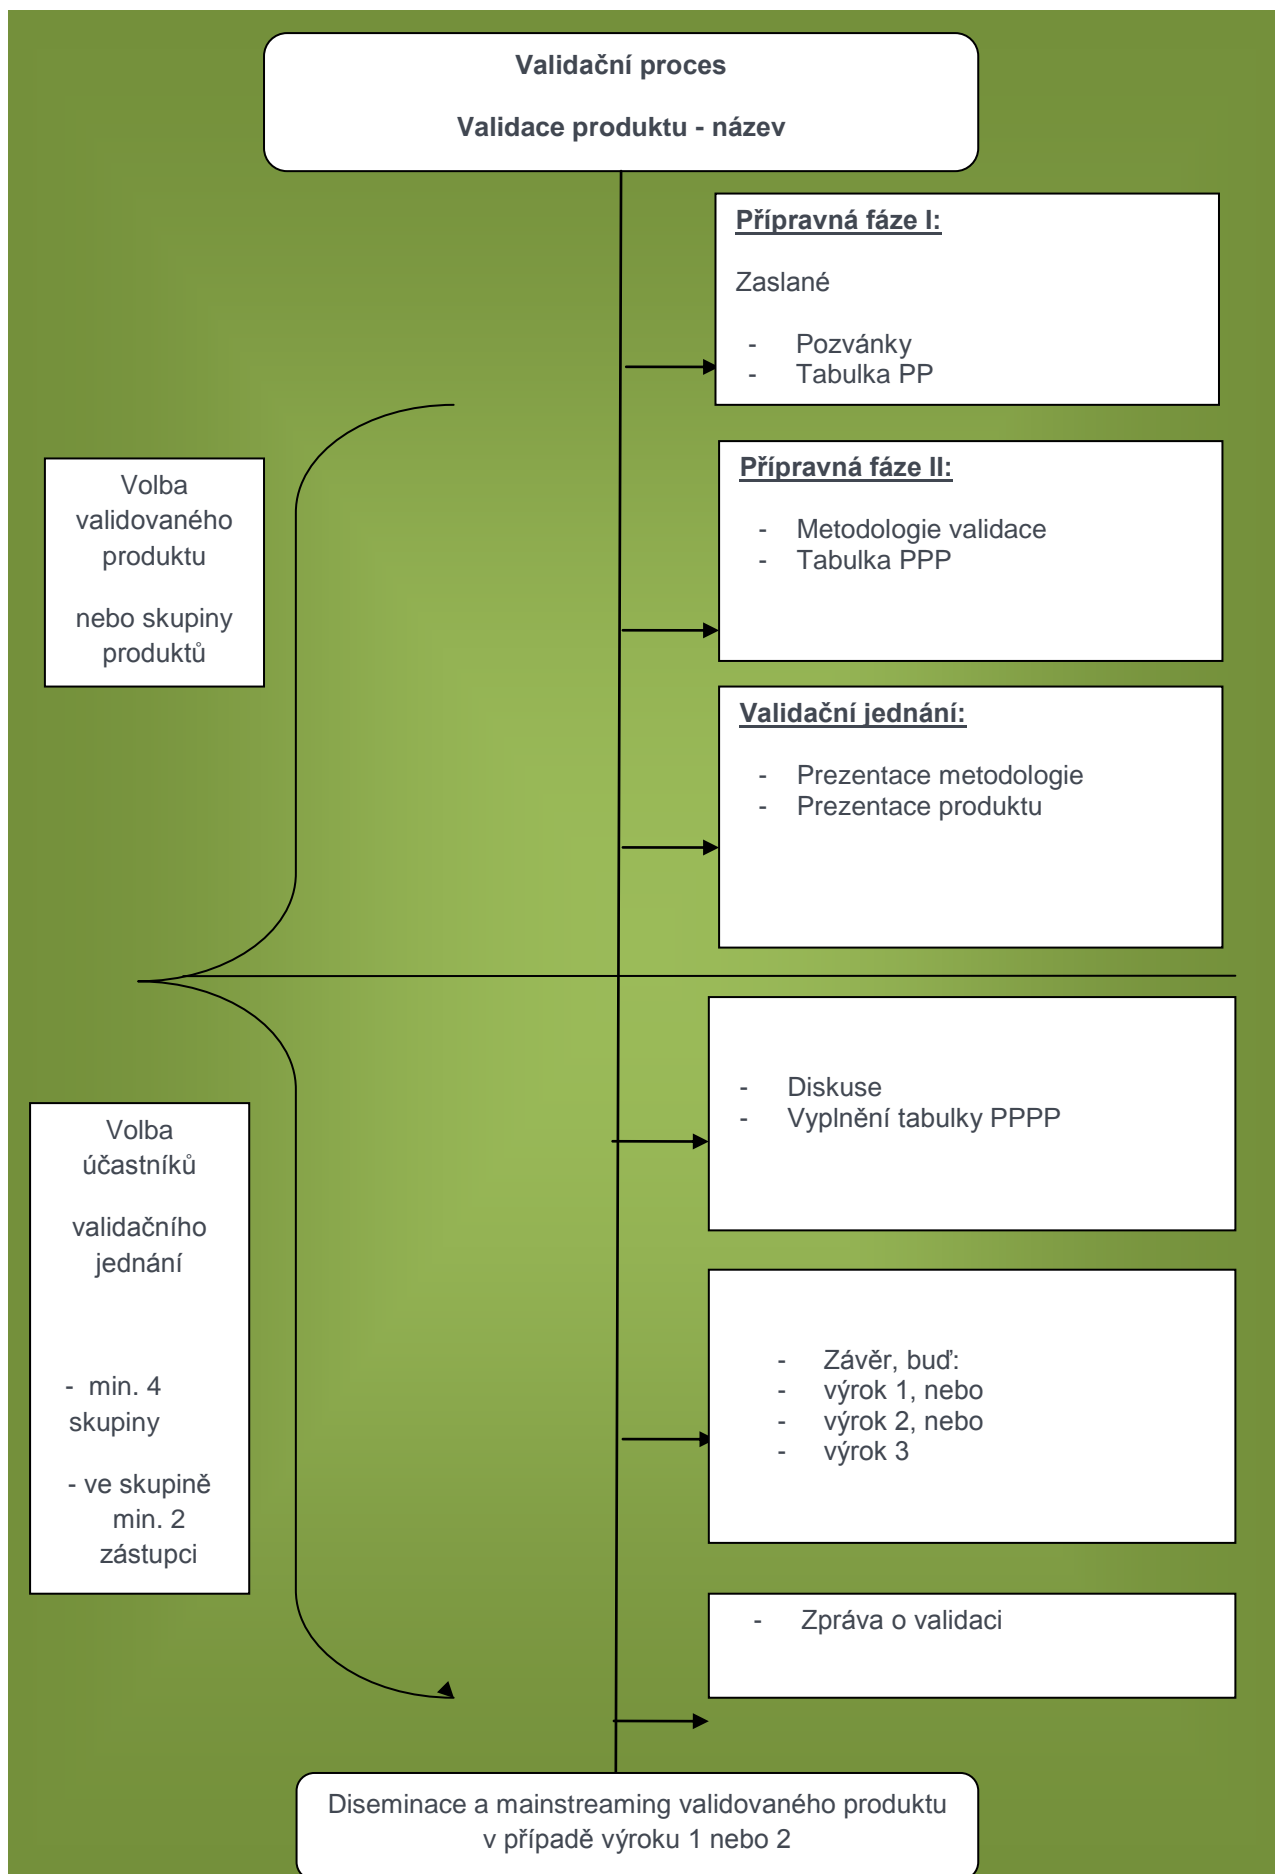 Validační proces
Validace produktu - název
Přípravná fáze I:
Zaslané
- Pozvánky
- Tabulka PP
Volba
validovaného
produktu
nebo skupiny
produktů
Přípravná fáze II:
- Metodologie validace
- Tabulka PPP
Validační jednání:
- Prezentace metodologie
- Prezentace produktu
- Diskuse
- Vyplnění tabulky PPPP
Volba
účastníků
validačního
jednání
- min. 4
skupiny
- ve skupině
min. 2
zástupci
- Závěr, buď:
- výrok 1, nebo
- výrok 2, nebo
- výrok 3
- Zpráva o validaci
Diseminace a mainstreaming validovaného produktu
v případě výroku 1 nebo 2